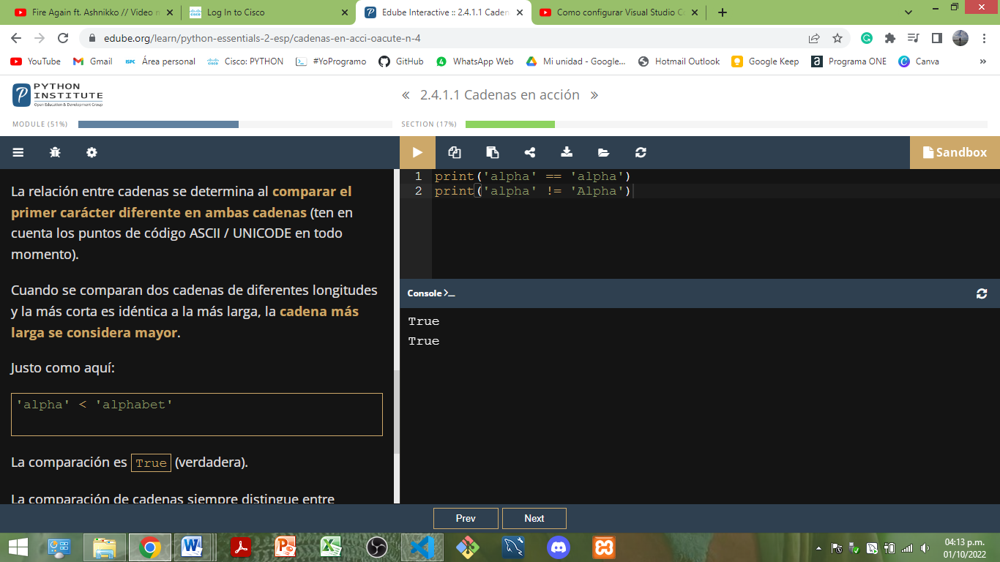 Fire Again ft. Ashnikko // Video
Log In to Cisco
Edube Interactive :: 2.4.1.1 Caden
Como configurar Visual Studio C
edube.org/learn/python-essentials-2-esp/cadenas-en-acci-oacute-n-4
YouTube Gmail ISPC Área personal Cisco: PYTHON #YoProgramo GitHub WhatsApp Web Mi unidad - Google... Hotmail Outlook Google Keep Programa ONE Canva »
PYTHON
INSTITUTE
Open Education & Development Group
« 2.4.1.1 Cadenas en acción »
MODULE (51%)
SECTION (17%)
Sandbox
La relación entre cadenas se determina al comparar el
primer carácter diferente en ambas cadenas (ten en
cuenta los puntos de código ASCII / UNICODE en todo
momento).
Cuando se comparan dos cadenas de diferentes longitudes
y la más corta es idéntica a la más larga, la cadena más
larga se considera mayor.
Justo como aquí:
'alpha' < 'alphabet'
La comparación es True (verdadera).
La comparación de cadenas siempre distingue entre
1 print('alpha' == 'alpha')
2 print('alpha' != 'Alpha')
Console >_
True
True
Prev
Next
04:13 p.m.
01/10/2022